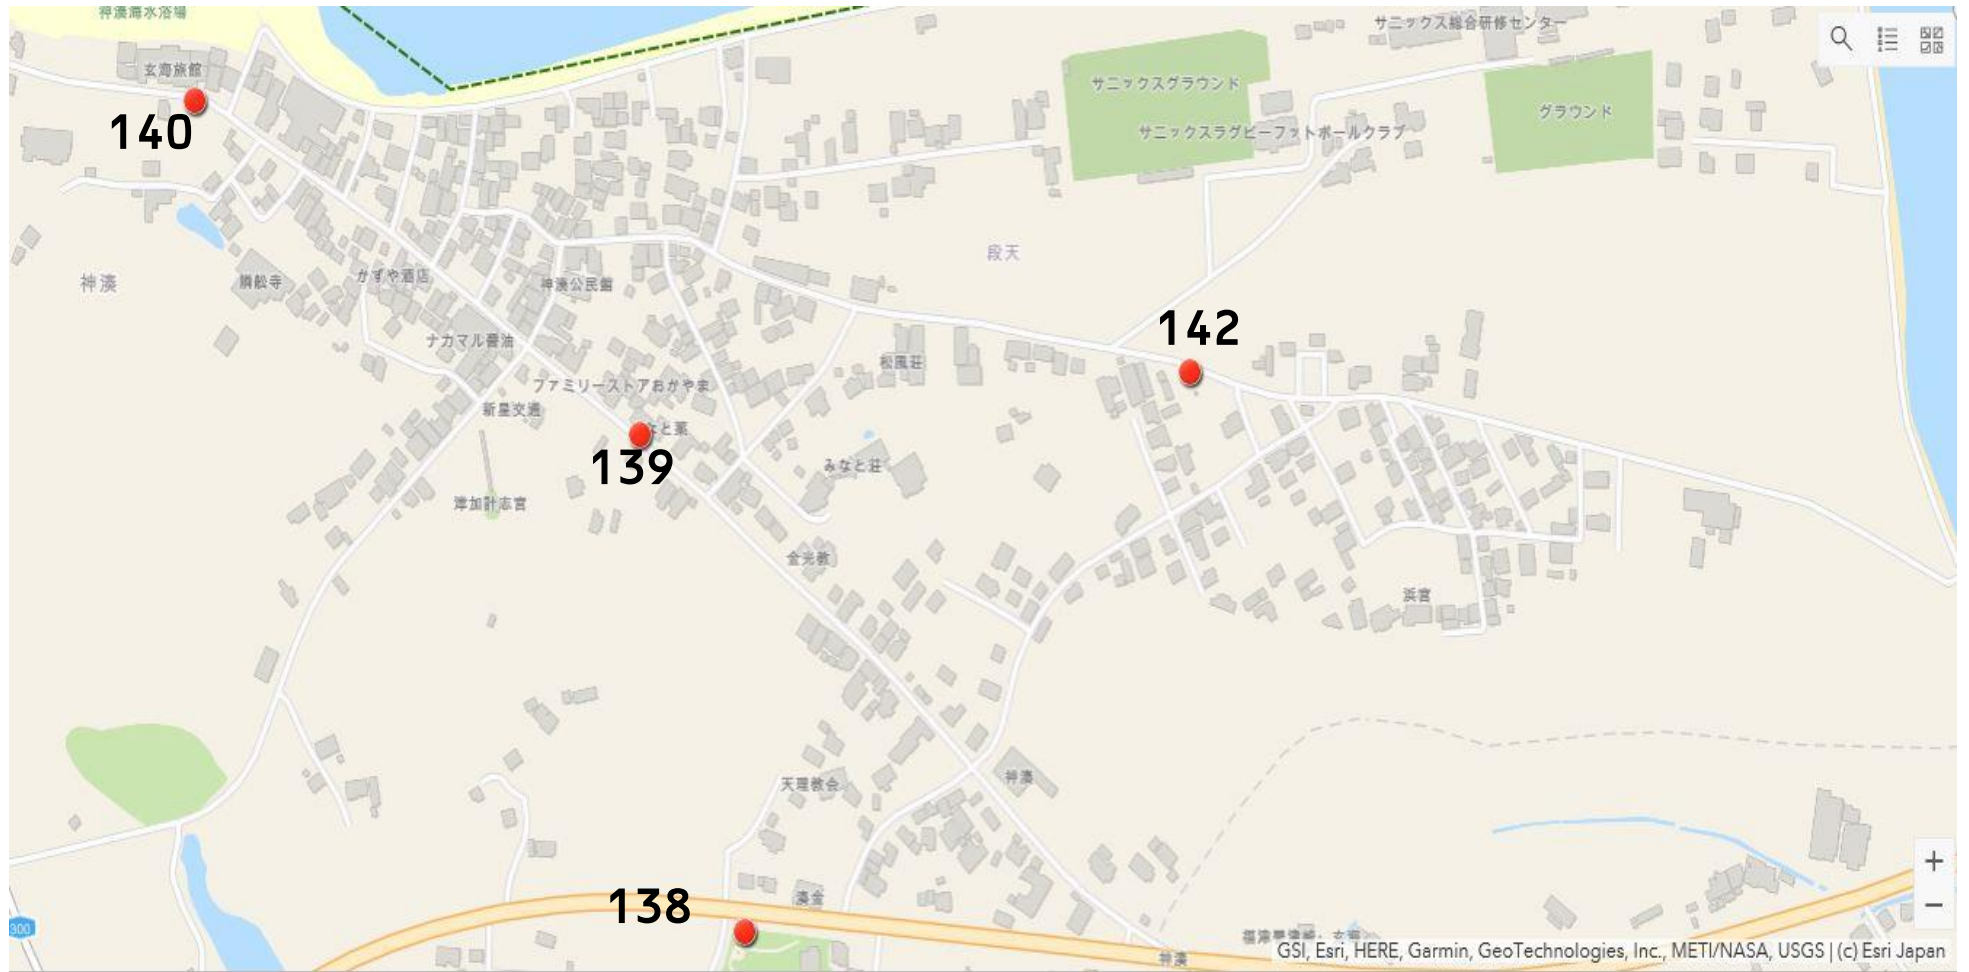 神湊海水浴場
サニックス総合研修センター
玄海旅館
サニックスグラウンド
グラウンド
140
サニックスラグビーフットボールクラブ
段天
神湊
隣船寺
かずや酒店
神湊公民館
142
ナカマル醤油
松風荘
ファミリーストアおかやま
新星交通
なと薬
139
みなと荘
津加計志宮
金光教
浜宮
神湊
天理教会
湊金
138
300
神湊
GSI, Esri, HERE, Garmin, GeoTechnologies, Inc., METI/NASA, USGS | (c) Esri Japan